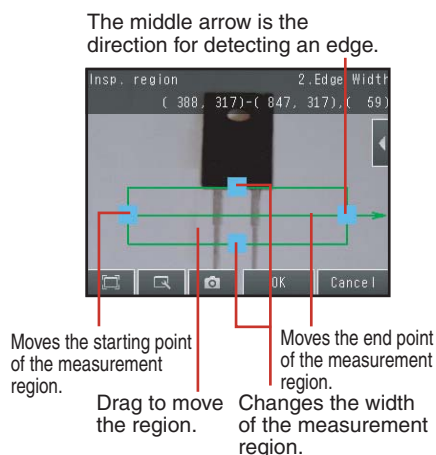 The middle arrow is the
direction for detecting an edge.
Insp. region 2.Edge Width
( 388, 317)-( 847, 317),( 59)
OK Cancel
Moves the starting point
of the measurement
region.
Drag to move
the region.
Changes the width
of the measurement
region.
Moves the end point
of the measurement
region.